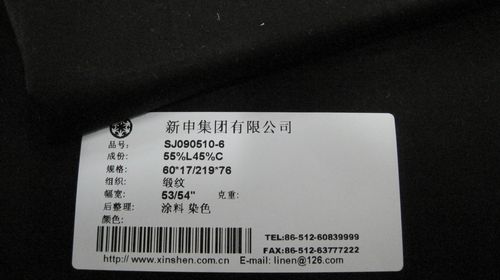 新申集团有限公司
品号: SJ090510-6
成份: 55%L45%C
规格: 60*17/219*76
组织: 缎纹
幅宽: 53/54" 克重:
后整理: 涂料 染色
颜色:
TEL:86-512-60839999
FAX:86-512-63777222
http://www.xinshen.com.cn E-mail: linen@126.com